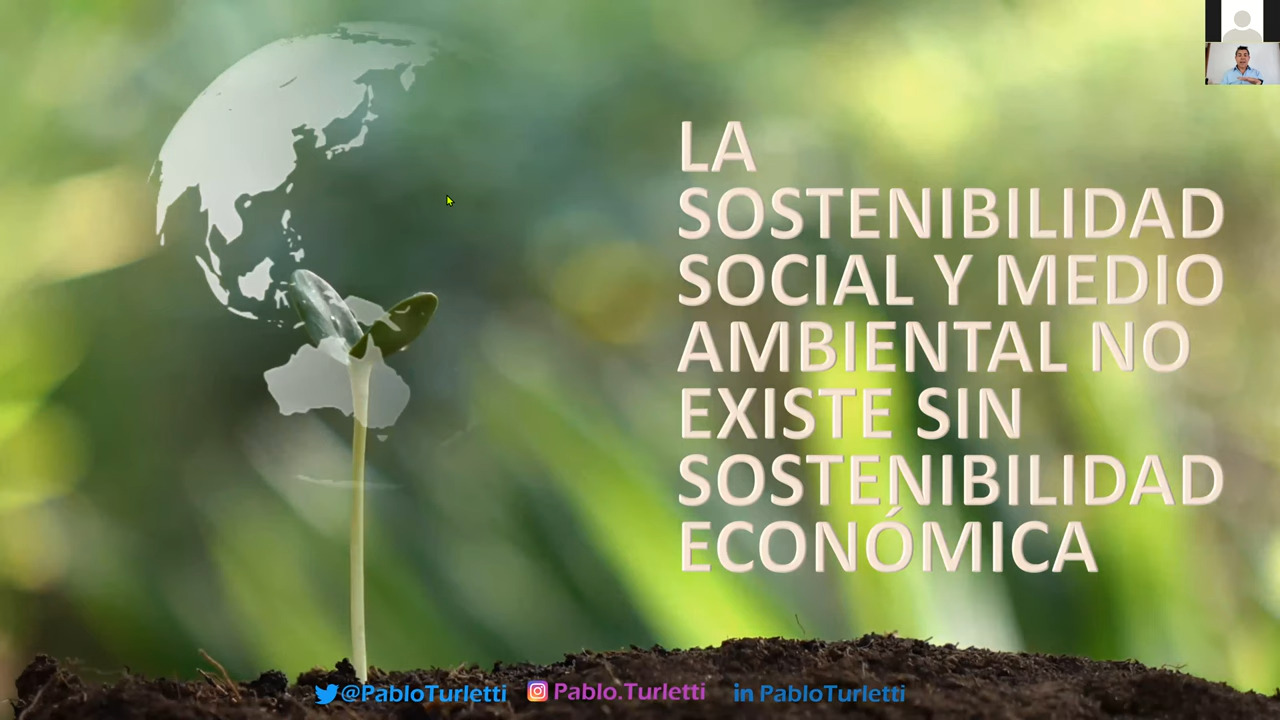 LA
SOSTENIBILIDAD
SOCIAL Y MEDIO
AMBIENTAL NO
EXISTE SIN
SOSTENIBILIDAD
ECONÓMICA
@PabloTurletti Pablo.Turletti in PabloTurletti